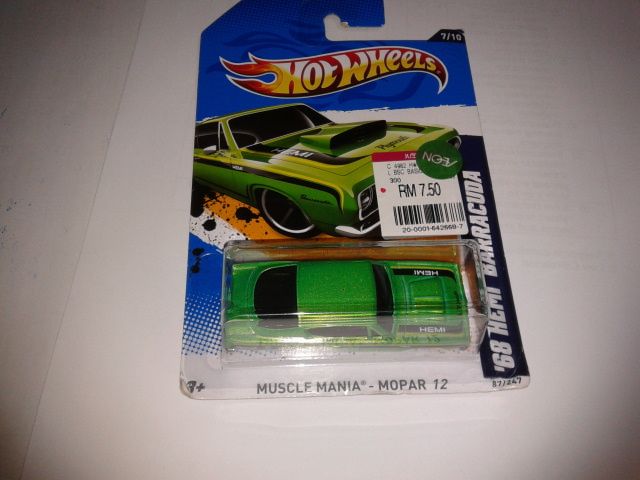 7/10
HOT WHEELS
Plymouth
HEMI
AEON
RM 7.50
20-0001-642668-7
HEMI
HEMI
'68 HEMI BARRACUDA
MUSCLE MANIA® - MOPAR 12
87/247